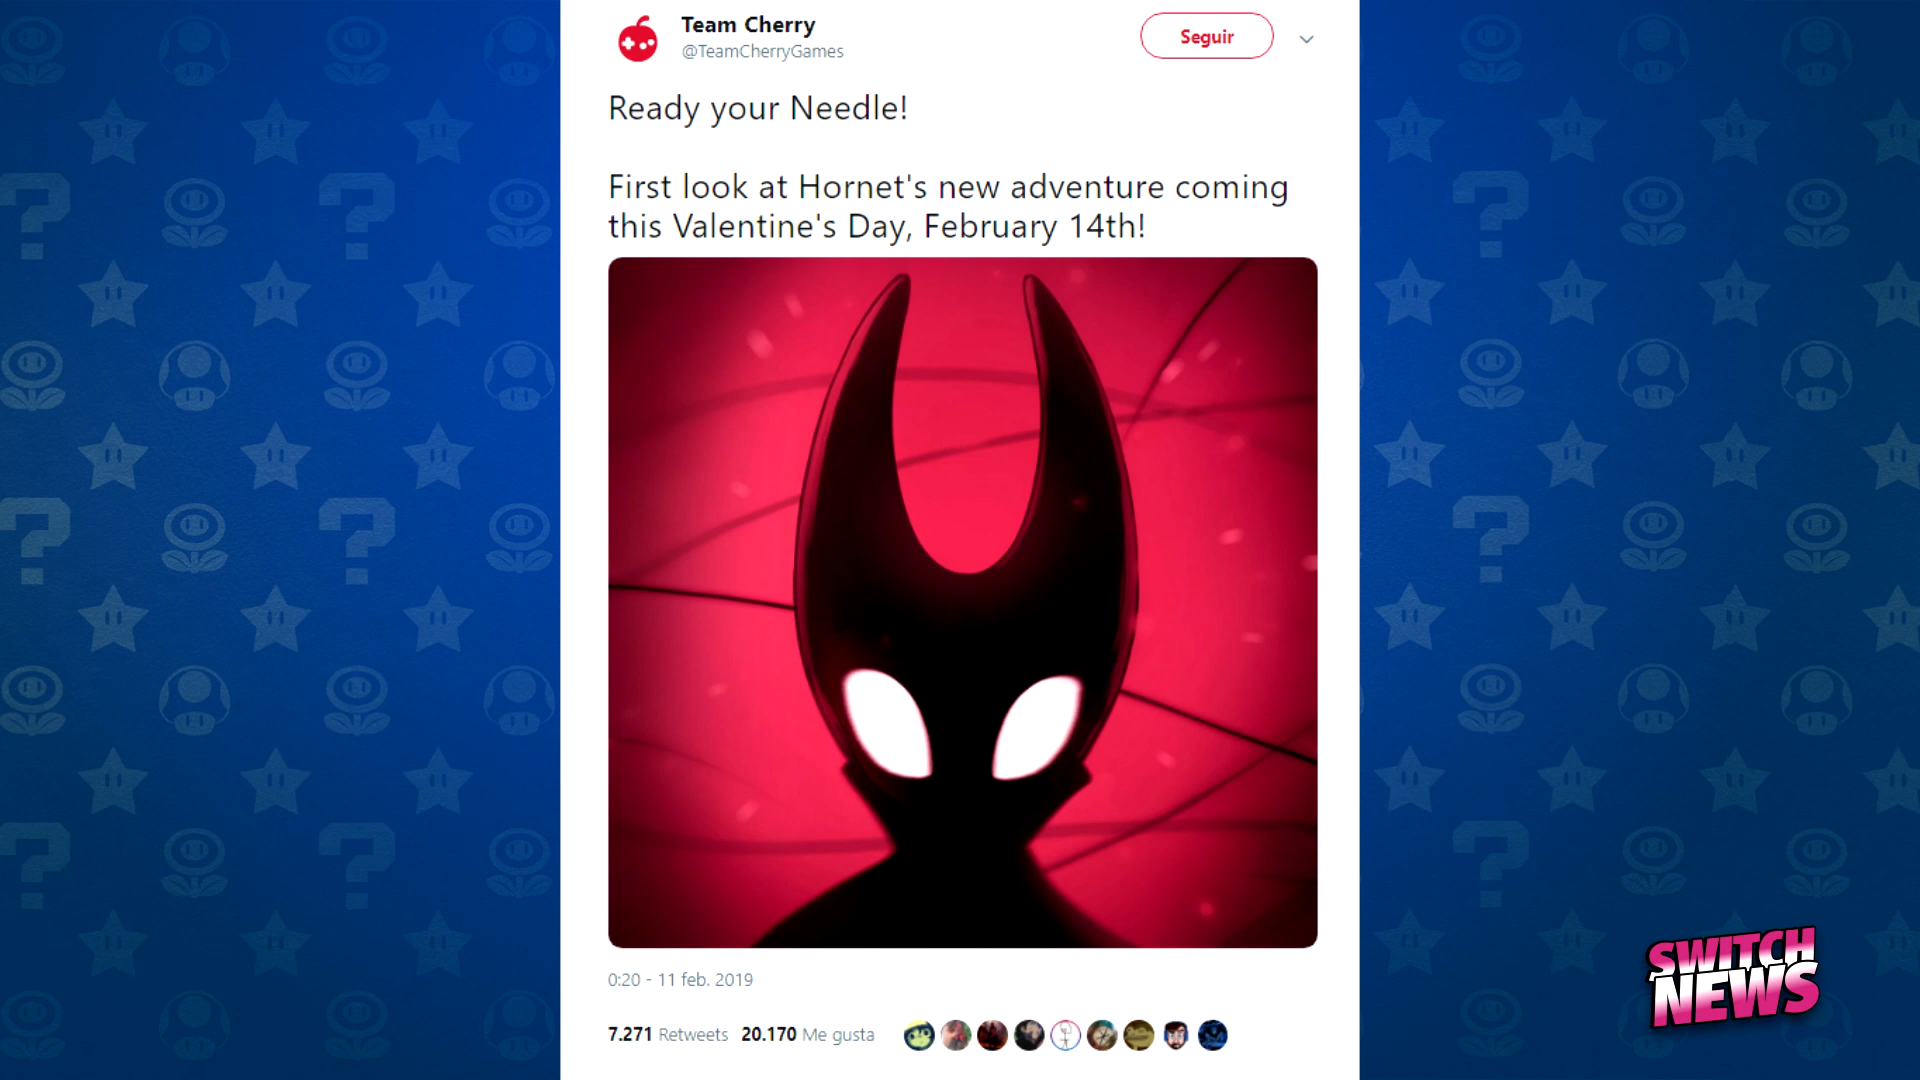 Team Cherry
@TeamCherryGames
Seguir
Ready your Needle!
First look at Hornet's new adventure coming
this Valentine's Day, February 14th!
0:20 - 11 feb. 2019
7.271 Retweets 20.170 Me gusta
SWITCH
NEWS